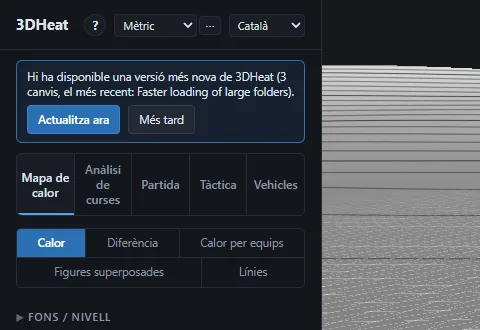 3DHeat ? Mètric ... Català
Hi ha disponible una versió més nova de 3DHeat (3
canvis, el més recent: Faster loading of large folders).
Actualitza ara Més tard
Mapa de
calor
Anàlisi
de
curses
Partida
Tàctica
Vehicles
Calor Diferència Calor per equips
Figures superposades Línies
▶ FONS / NIVELL